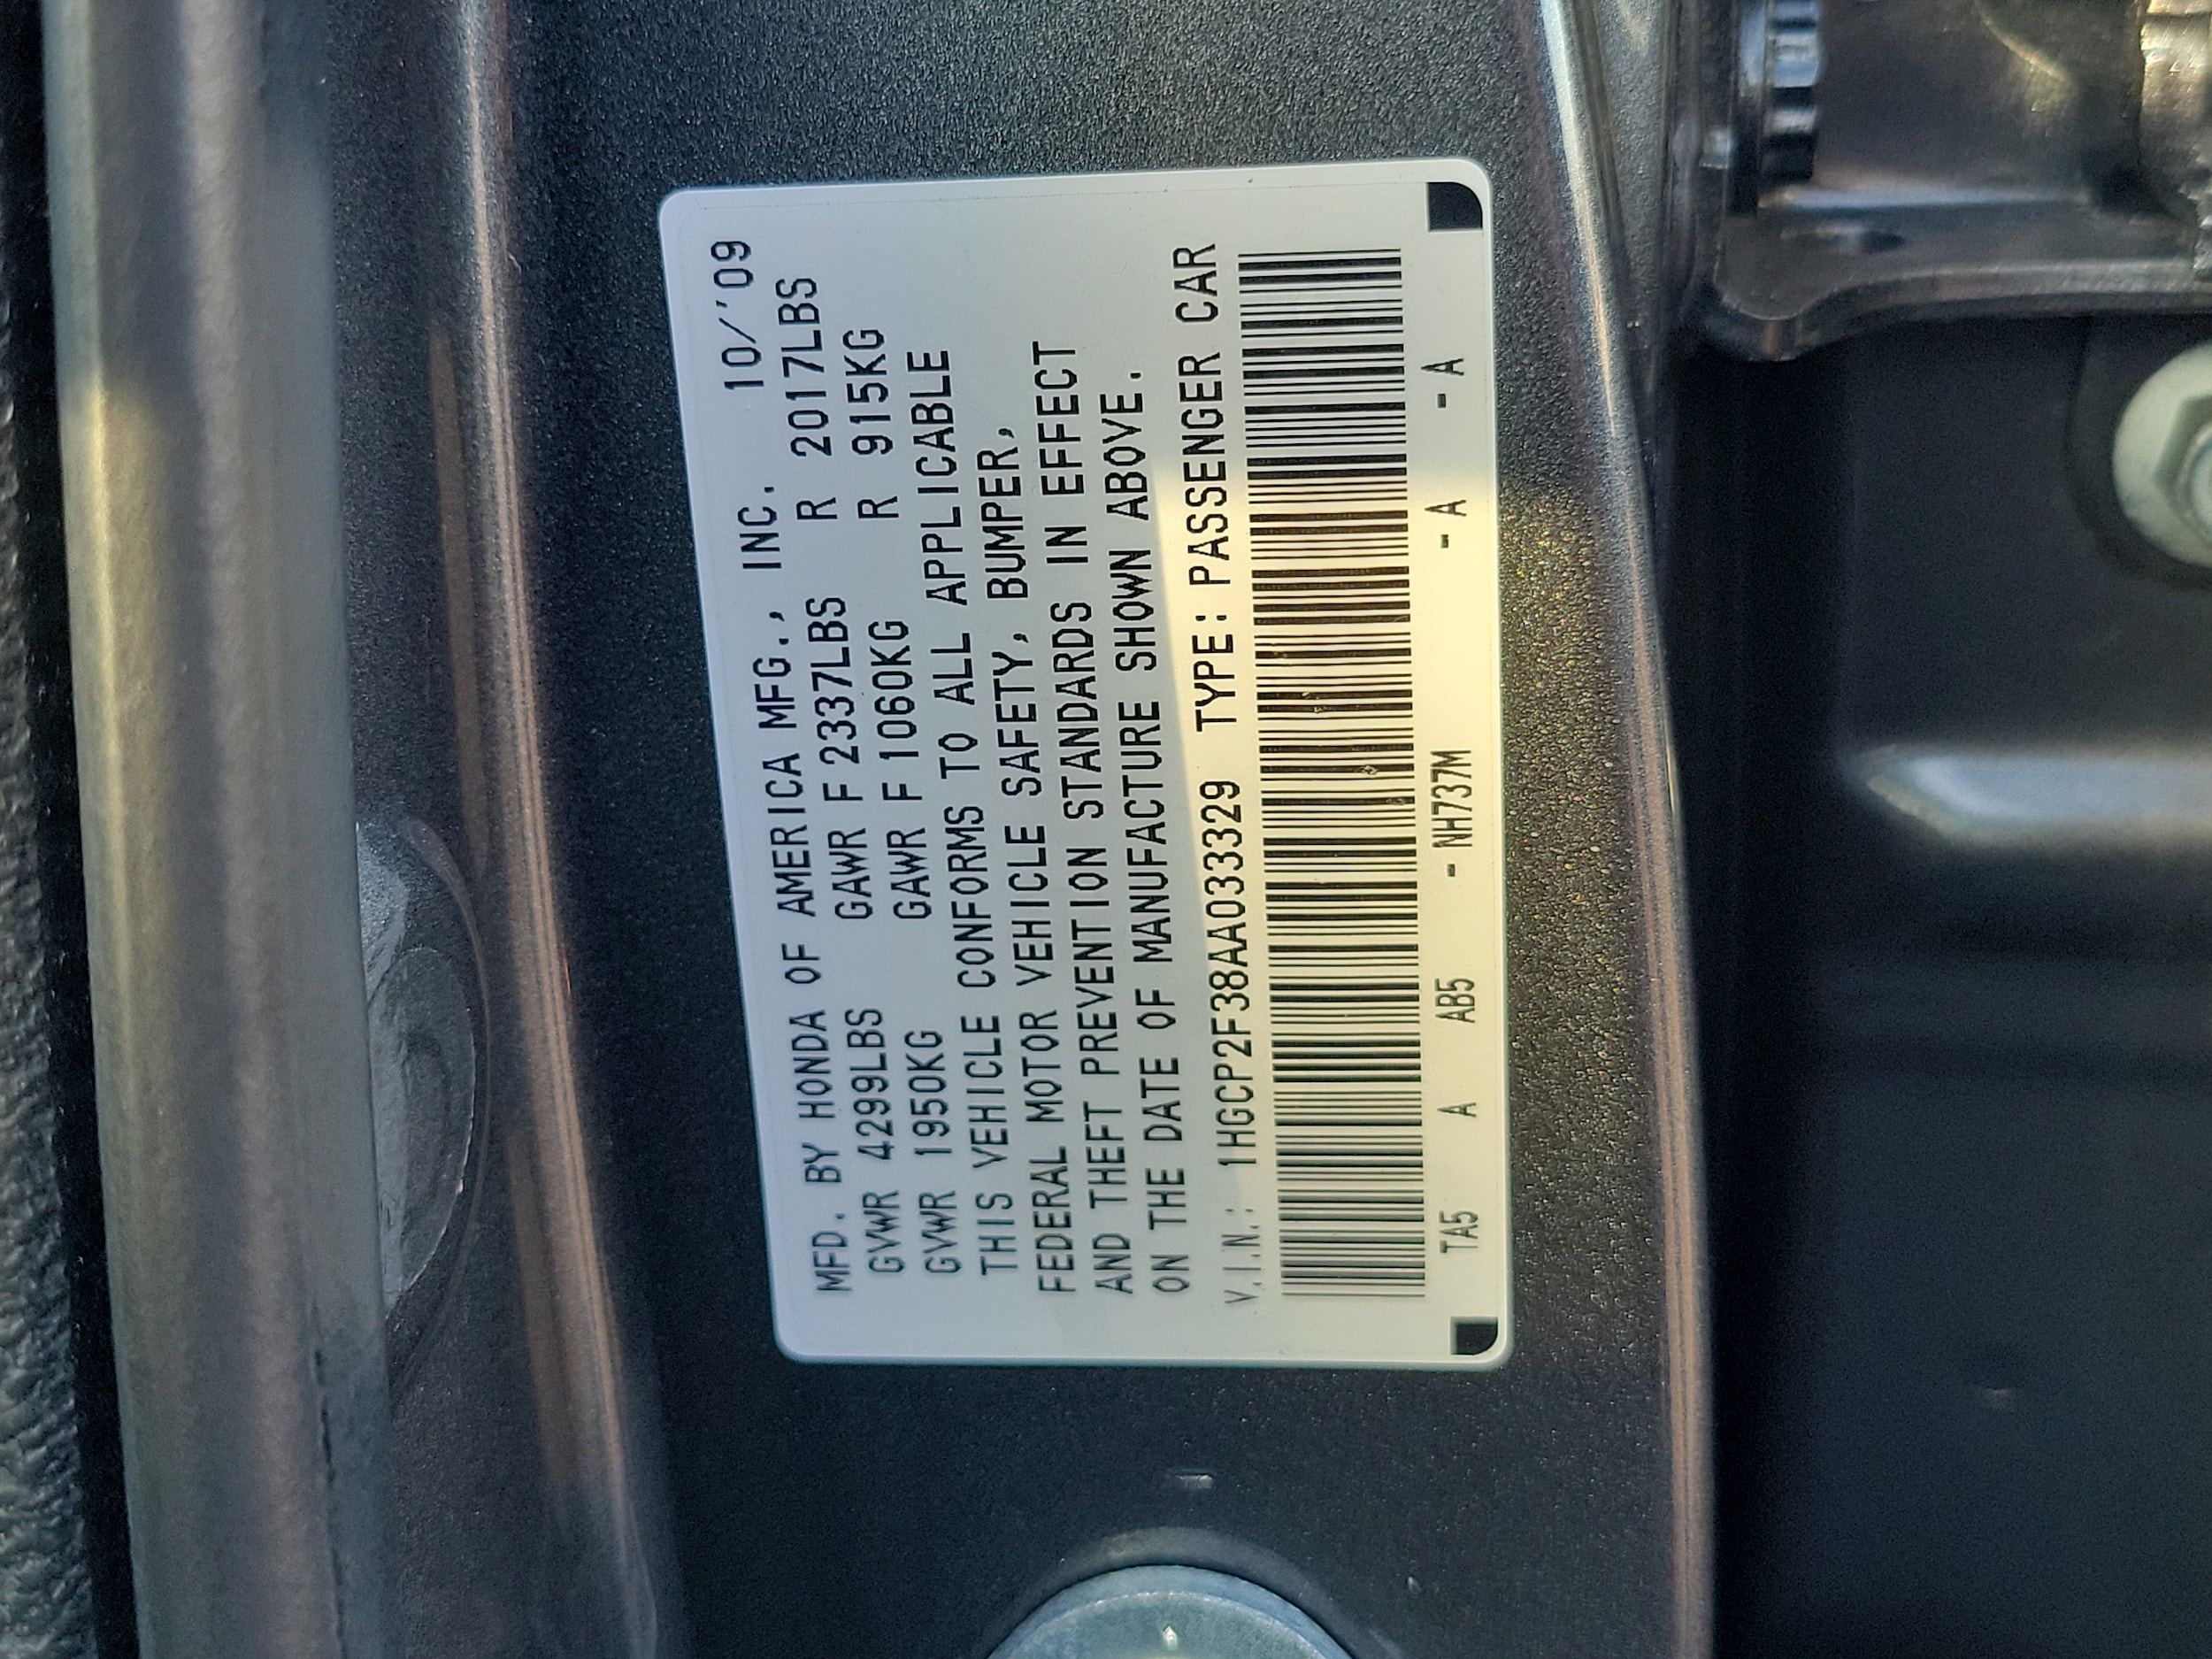 MFD. BY HONDA OF AMERICA MFG., INC. 10/'09
GVWR 4299LBS GAWR F 2337LBS R 2017LBS
GVWR 1950KG GAWR F 1060KG R 915KG
THIS VEHICLE CONFORMS TO ALL APPLICABLE
FEDERAL MOTOR VEHICLE SAFETY, BUMPER,
AND THEFT PREVENTION STANDARDS IN EFFECT
ON THE DATE OF MANUFACTURE SHOWN ABOVE.
V.I.N.: 1HGCP2F38AA033329 TYPE: PASSENGER CAR
TA5 A AB5 - NH737M - A - A